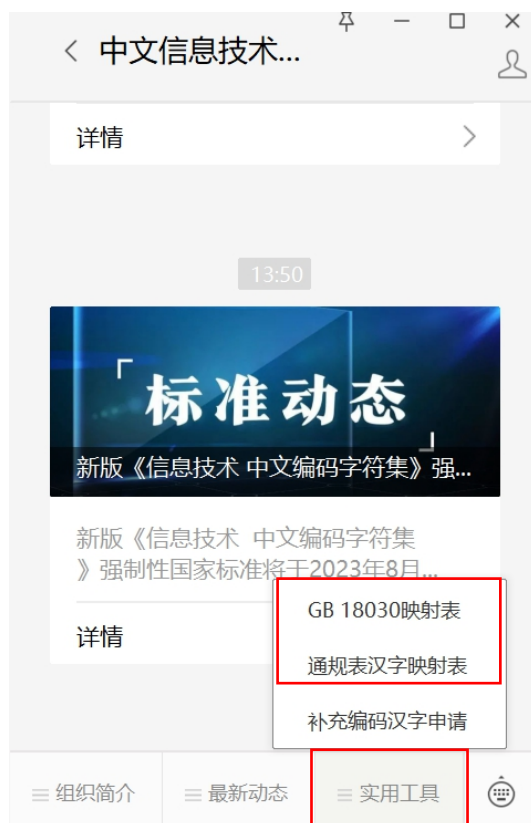 中文信息技术...
详情
13:50
「标准动态」
新版《信息技术 中文编码字符集》强...
新版《信息技术 中文编码字符集
》强制性国家标准将于2023年8月...
详情
GB 18030映射表
通规表汉字映射表
补充编码汉字申请
组织简介
最新动态
实用工具